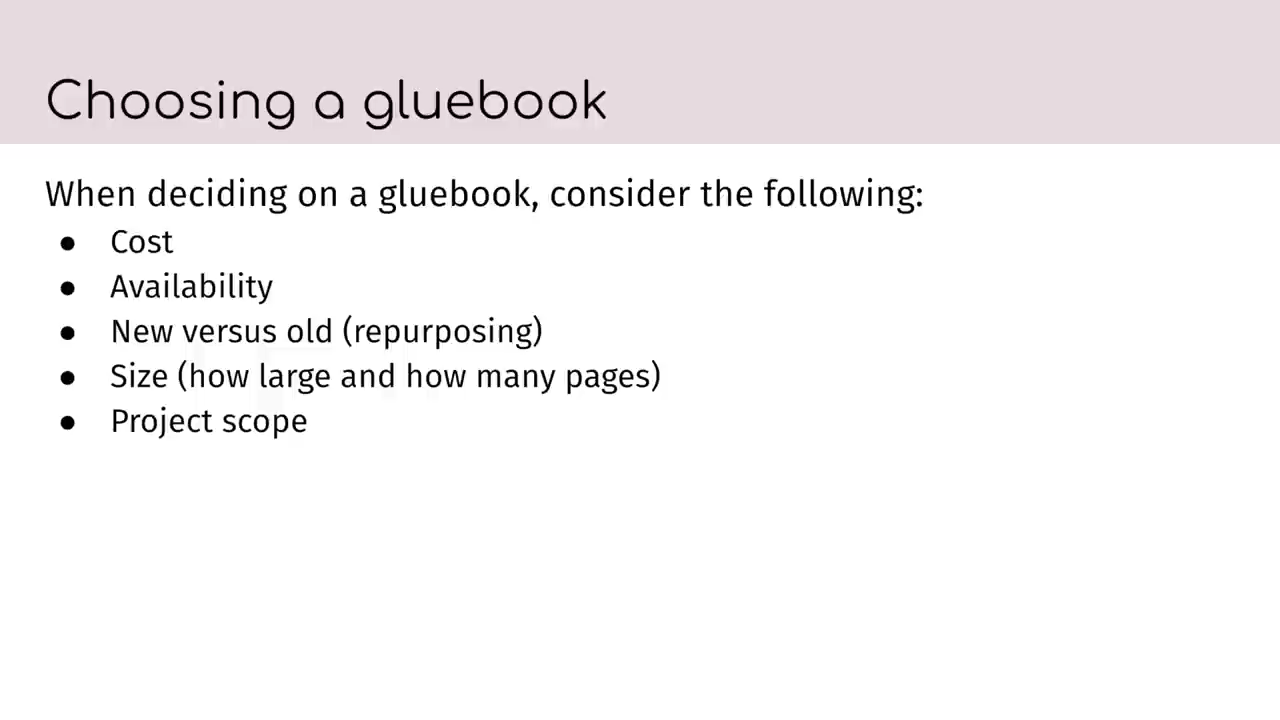 Choosing a gluebook
When deciding on a gluebook, consider the following:
● Cost
● Availability
● New versus old (repurposing)
● Size (how large and how many pages)
● Project scope